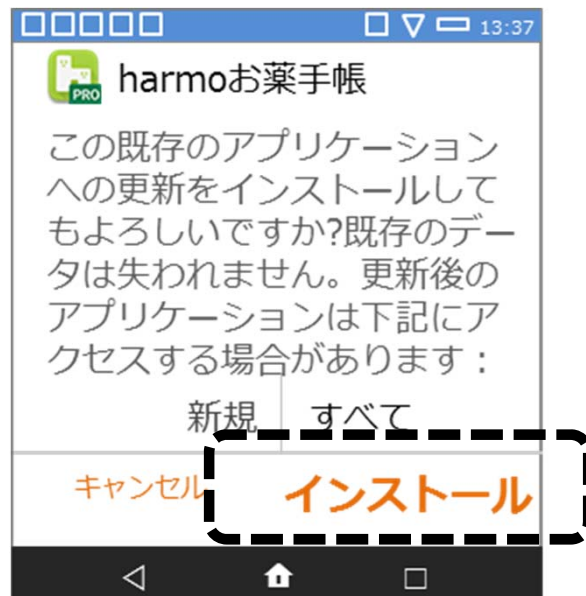 13:37
PRO
harmoお薬手帳
この既存のアプリケーション
への更新をインストールして
もよろしいですか?既存のデー
タは失われません。更新後の
アプリケーションは下記にア
クセスする場合があります：
新規 すべて
キャンセル インストール